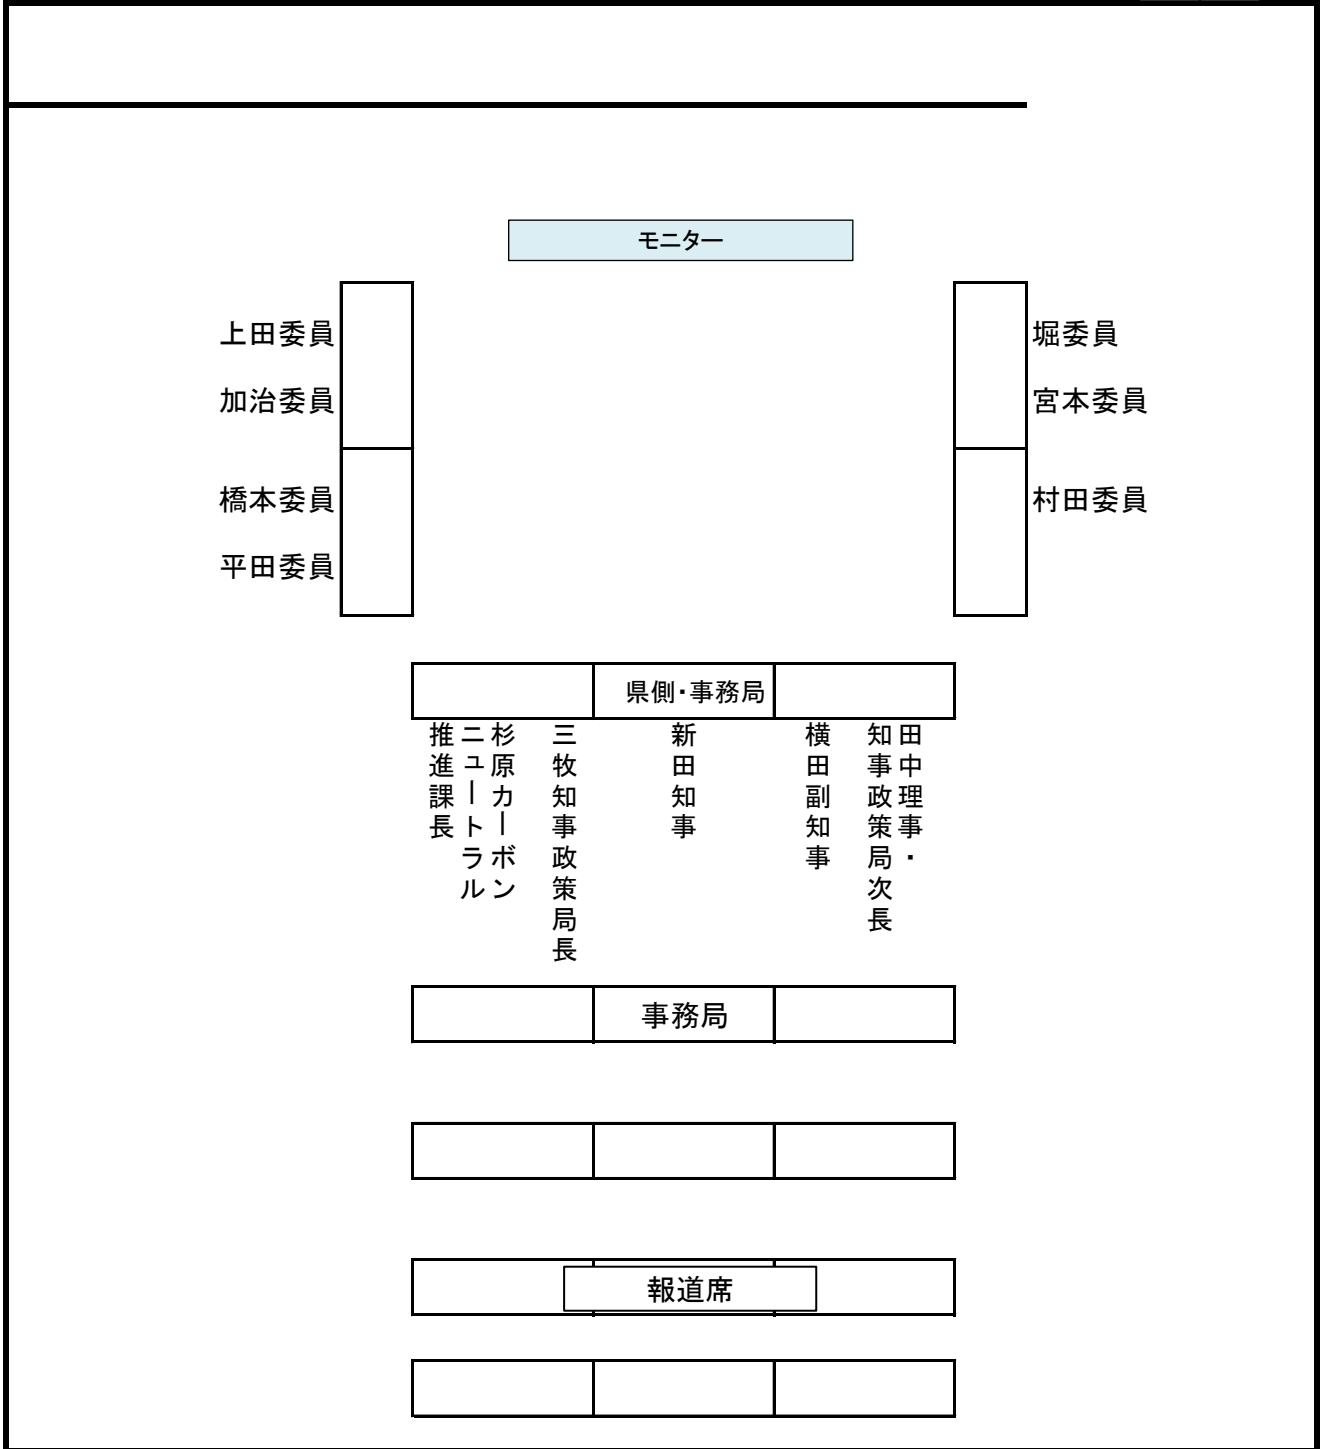 モニター
上田委員
加治委員
橋本委員
平田委員
堀委員
宮本委員
村田委員
県側・事務局
田中理事・
知事政策局次長
横田副知事
新田知事
三牧知事政策局長
杉原カーボン
ニュートラル
推進課長
事務局
報道席